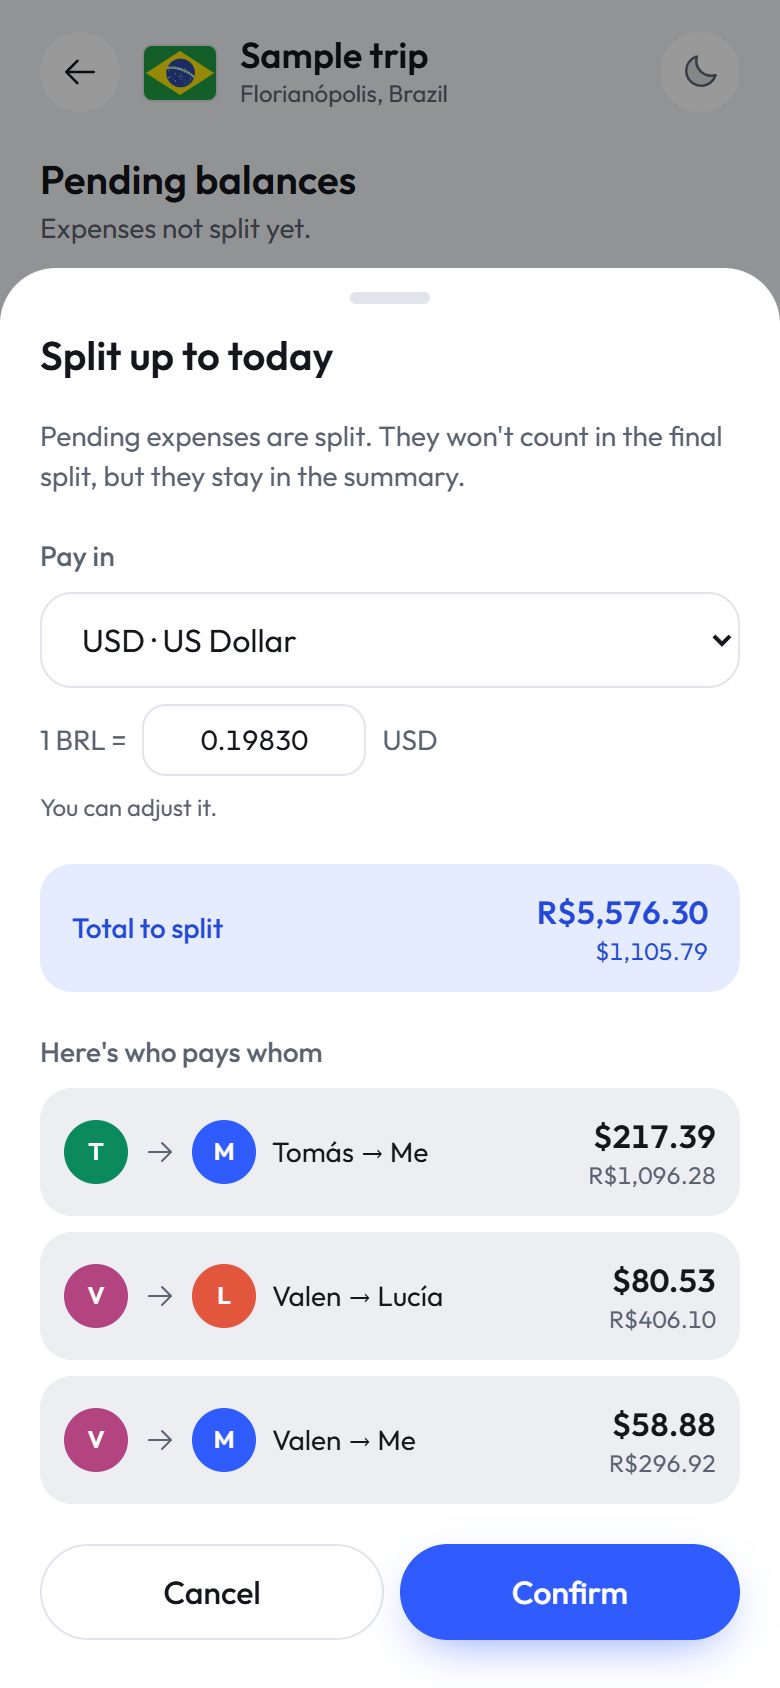 Sample trip
Florianópolis, Brazil
Pending balances
Expenses not split yet.
Split up to today
Pending expenses are split. They won't count in the final
split, but they stay in the summary.
Pay in
USD · US Dollar
1 BRL = 0.19830 USD
You can adjust it.
Total to split R$5,576.30
$1,105.79
Here's who pays whom
T → M Tomás → Me $217.39
R$1,096.28
V → L Valen → Lucía $80.53
R$406.10
V → M Valen → Me $58.88
R$296.92
Cancel Confirm